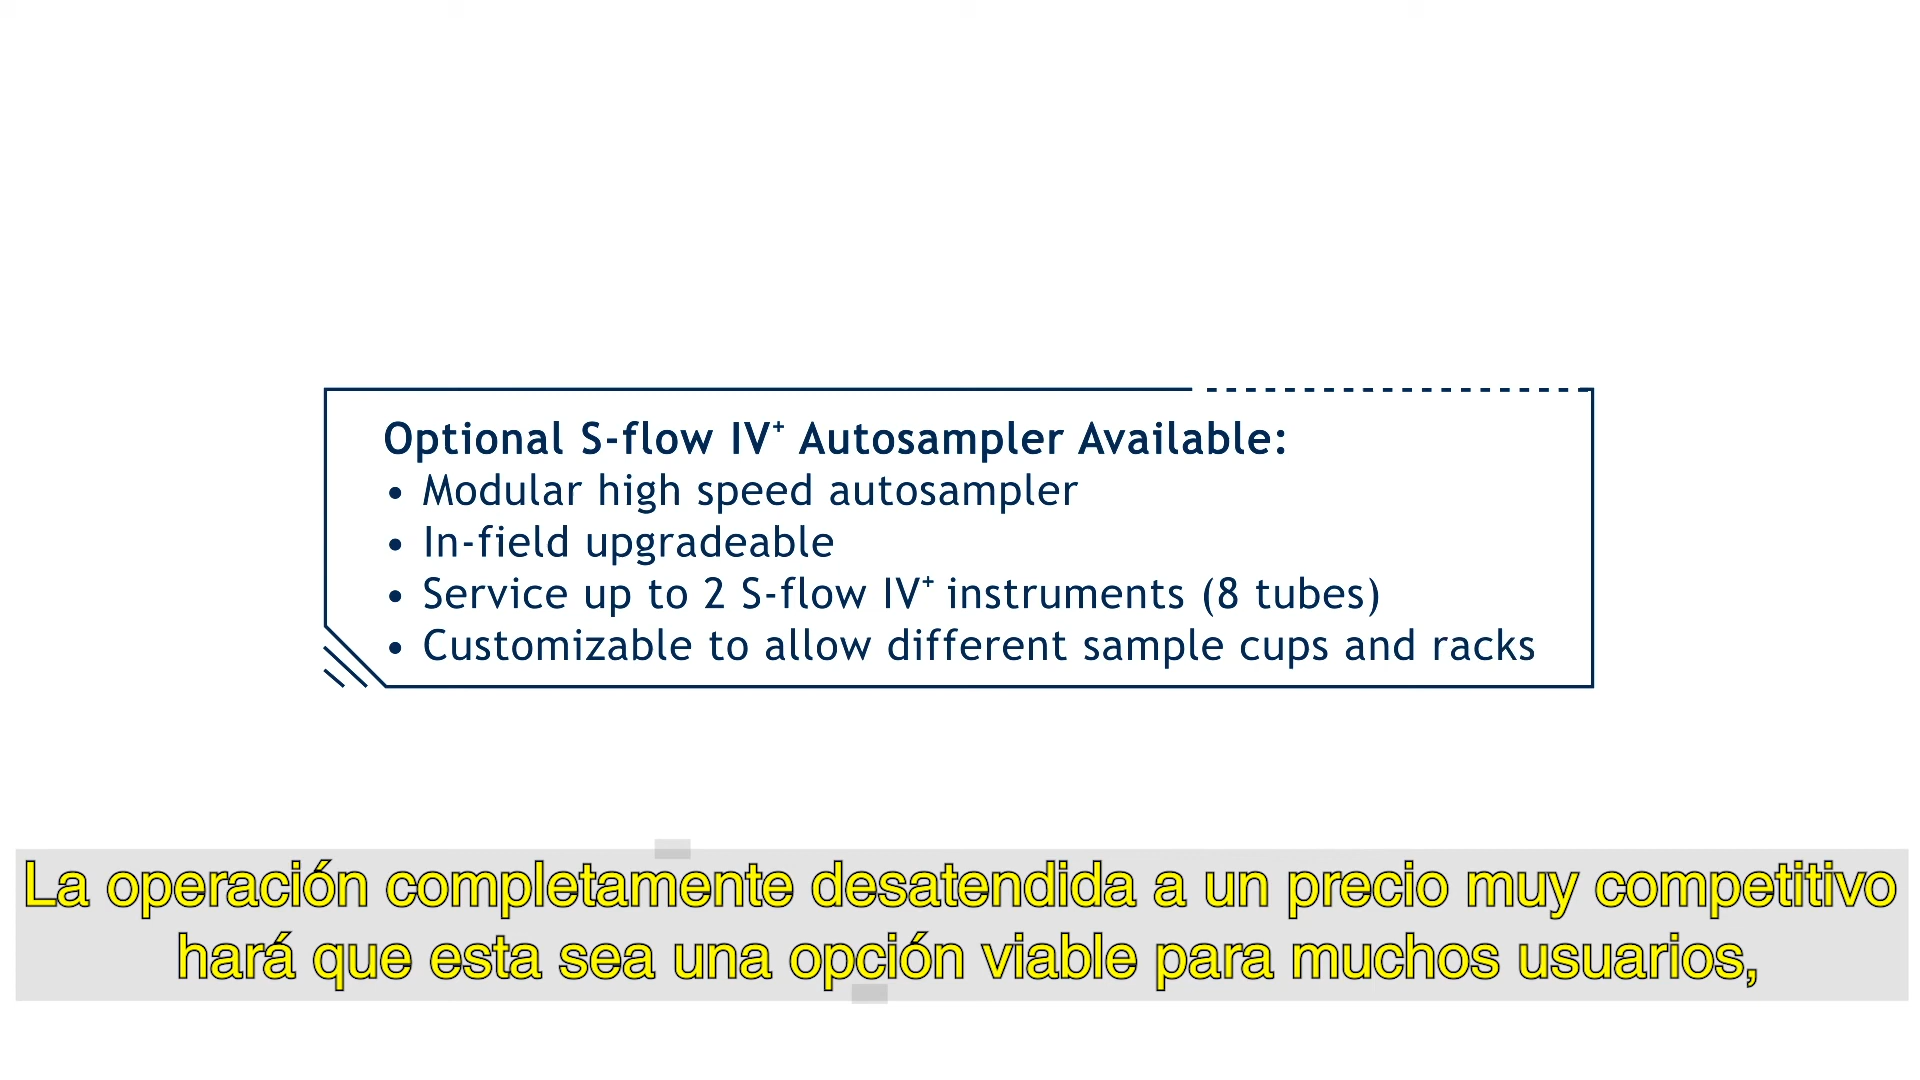 Optional S-flow IV⁺ Autosampler Available:
• Modular high speed autosampler
• In-field upgradeable
• Service up to 2 S-flow IV⁺ instruments (8 tubes)
• Customizable to allow different sample cups and racks
La operación completamente desatendida a un precio muy competitivo
hará que esta sea una opción viable para muchos usuarios,